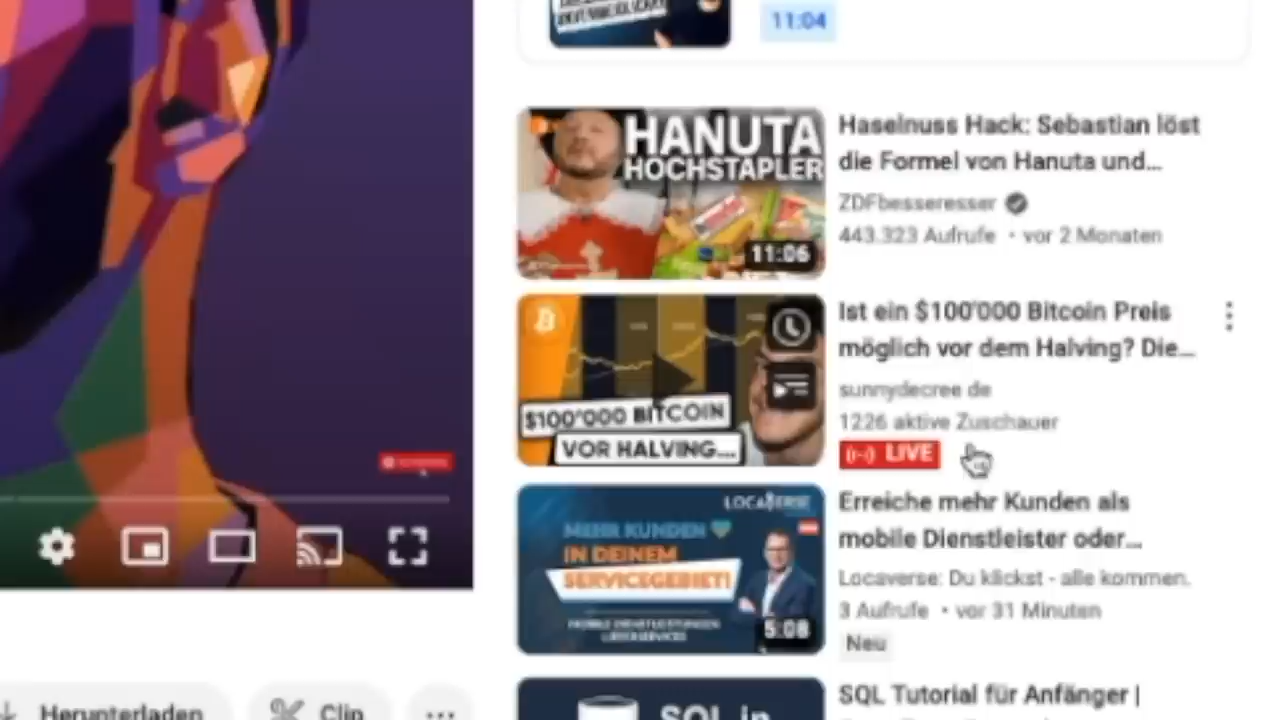 11:04
HANUTA
HOCHSTAPLER
11:06
Haselnuss Hack: Sebastian löst
die Formel von Hanuta und...
ZDFbesseresser
443.323 Aufrufe • vor 2 Monaten
$100'000 BITCOIN
VOR HALVING...
Ist ein $100'000 Bitcoin Preis
möglich vor dem Halving? Die...
sunnydecree de
1226 aktive Zuschauer
LIVE
LOCAVERSE
MEHR KUNDEN
IN DEINEM
SERVICEGEBIET!
5:08
Erreiche mehr Kunden als
mobile Dienstleister oder...
Locaverse: Du klickst - alle kommen.
3 Aufrufe • vor 31 Minuten
Neu
SQL in
SQL Tutorial für Anfänger |
Herunterladen
Clip